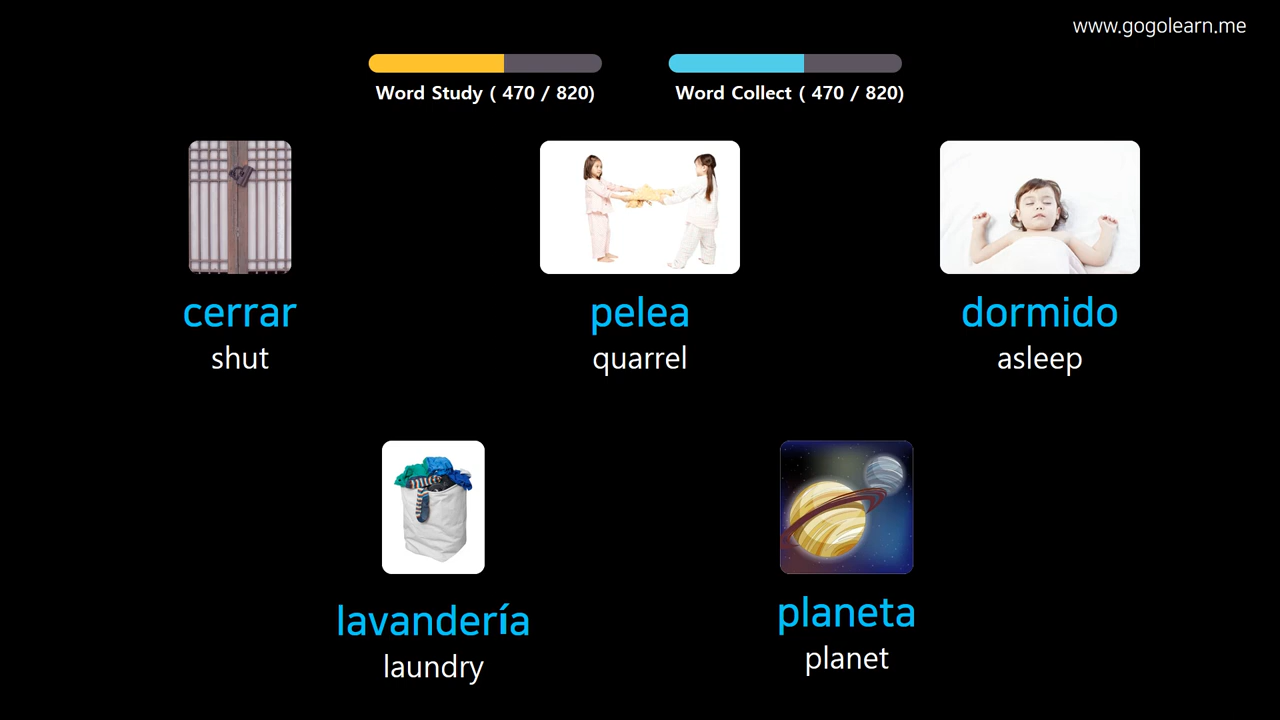 www.gogolearn.me
Word Study ( 470 / 820)
Word Collect ( 470 / 820)
cerrar
shut
pelea
quarrel
dormido
asleep
lavandería
laundry
planeta
planet